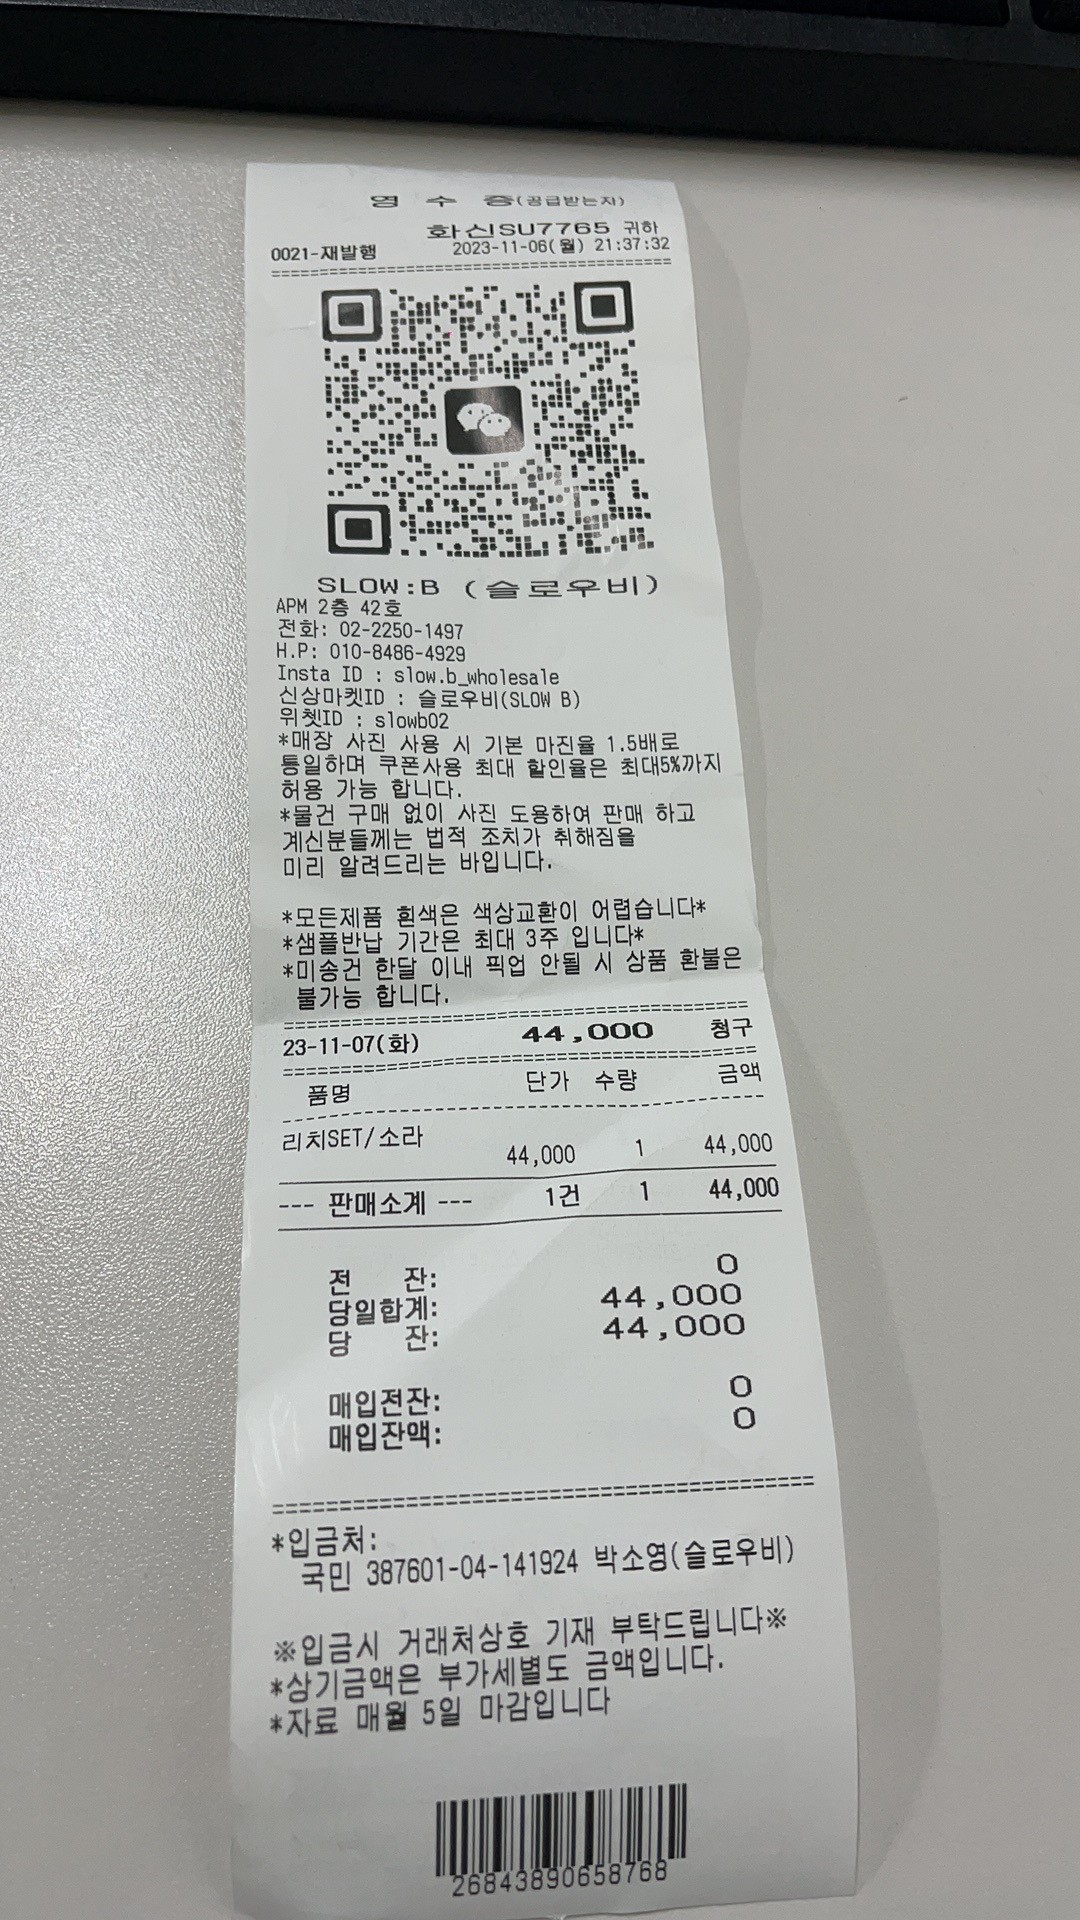 영 수 증(공급받는자)
화신SU7765 귀하
0021-재발행 2023-11-06(월) 21:37:32
SLOW:B (슬로우비)
APM 2층 42호
전화: 02-2250-1497
H.P: 010-8486-4929
Insta ID : slow.b_wholesale
신상마켓ID : 슬로우비(SLOW B)
위쳇ID : slowb02
*매장 사진 사용 시 기본 마진율 1.5배로
통일하며 쿠폰사용 최대 할인율은 최대5%까지
허용 가능 합니다.
*물건 구매 없이 사진 도용하여 판매 하고
계신분들께는 법적 조치가 취해짐을
미리 알려드리는 바입니다.
*모든제품 흰색은 색상교환이 어렵습니다*
*샘플반납 기간은 최대 3주 입니다*
*미송건 한달 이내 픽업 안될 시 상품 환불은
불가능 합니다.
23-11-07(화) 44,000 청구
품명 단가 수량 금액
리치SET/소라 44,000 1 44,000
--- 판매소계 --- 1건 1 44,000
전 잔: 0
당일합계: 44,000
당 잔: 44,000
매입전잔: 0
매입잔액: 0
*입금처:
국민 387601-04-141924 박소영(슬로우비)
※입금시 거래처상호 기재 부탁드립니다※
*상기금액은 부가세별도 금액입니다.
*자료 매월 5일 마감입니다
26843890658768